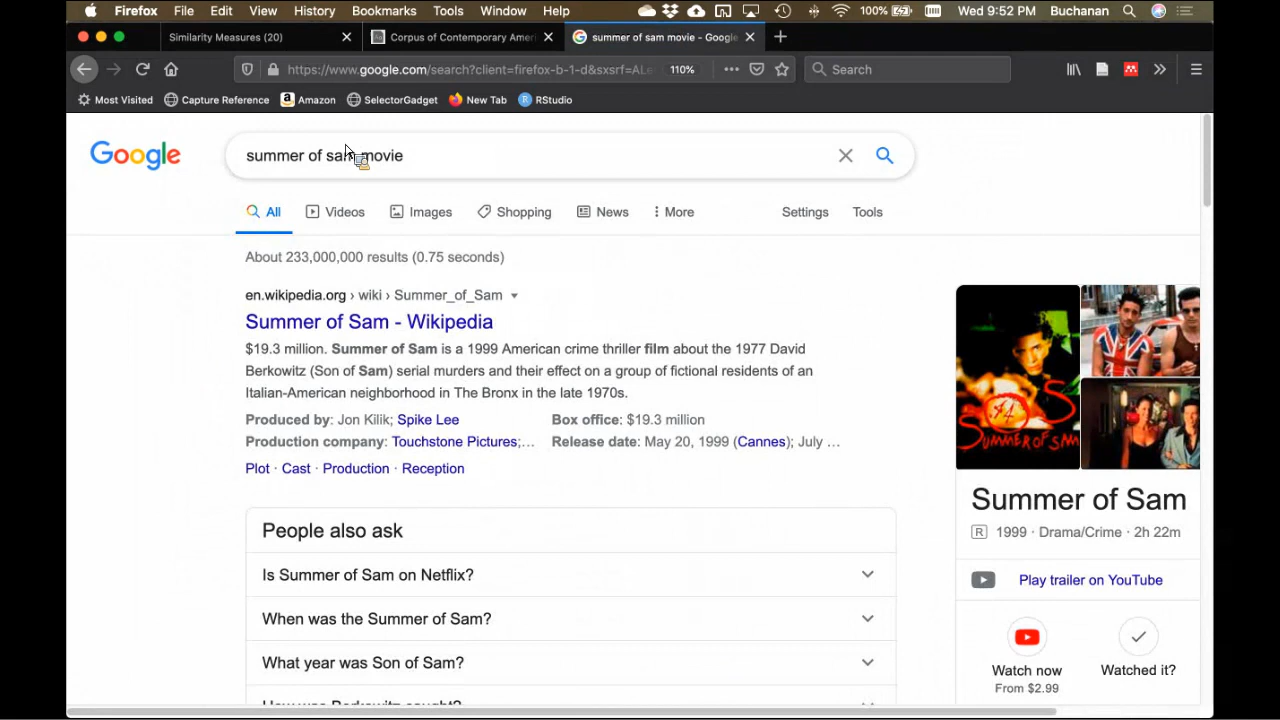 Firefox File Edit View History Bookmarks Tools Window Help 100% Wed 9:52 PM Buchanan
Similarity Measures (20) Corpus of Contemporary Amer summer of sam movie - Google
https://www.google.com/search?client=firefox-b-1-d&sxsrf=ALe 110% Search
Most Visited Capture Reference Amazon SelectorGadget New Tab RStudio
Google summer of sam movie
All Videos Images Shopping News More Settings Tools
About 233,000,000 results (0.75 seconds)
en.wikipedia.org › wiki › Summer_of_Sam
Summer of Sam - Wikipedia
$19.3 million. Summer of Sam is a 1999 American crime thriller film about the 1977 David
Berkowitz (Son of Sam) serial murders and their effect on a group of fictional residents of an
Italian-American neighborhood in The Bronx in the late 1970s.
Produced by: Jon Kilik; Spike Lee Box office: $19.3 million
Production company: Touchstone Pictures;... Release date: May 20, 1999 (Cannes); July ...
Plot · Cast · Production · Reception
People also ask
Is Summer of Sam on Netflix?
When was the Summer of Sam?
What year was Son of Sam?
How was Berkowitz caught?
SUMMER OF SAM
Summer of Sam
R 1999 · Drama/Crime · 2h 22m
Play trailer on YouTube
Watch now Watched it?
From $2.99